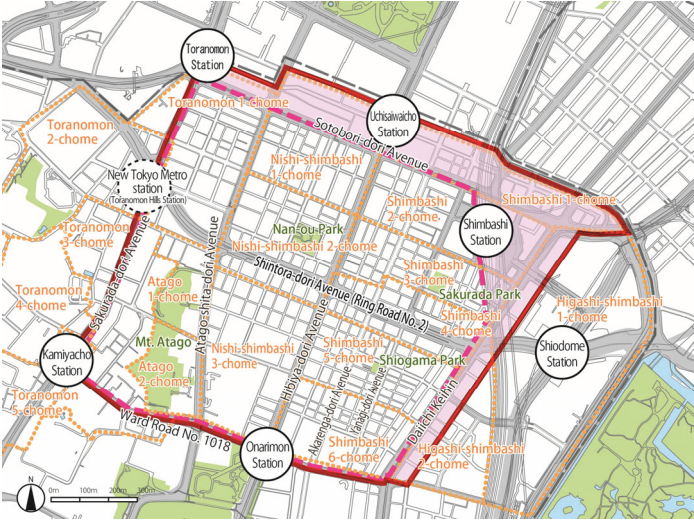 Toranomon
Station
Toranomon 1-chome
Uchisaiwaicho
Station
Toranomon
2-chome
Sotobori-dori Avenue
Nishi-shimbashi
1-chome
New Tokyo Metro
station
(Toranomon Hills Station)
Shimbashi 1-chome
Shimbashi
2-chome
Shimbashi
Station
Toranomon
3-chome
Nan-ou Park
Nishi-shimbashi 2-chome
Sakurada-dori Avenue
Atago-shita-dori Avenue
Shintora-dori Avenue (Ring Road No.2)
Shimbashi
3-chome
Atago
1-chome
Toranomon
4-chome
Sakurada Park
Higashi-shimbashi
1-chome
Shimbashi
4-chome
Hibiya-dori Avenue
Mt. Atago
Kamiyacho
Station
Nishi-shimbashi
3-chome
Shimbashi
5-chome
Shiogama Park
Shiodome
Station
Atago
2-chome
Toranomon
5-chome
Akarenga-dori Avenue
Yanagi-dori Avenue
Daiichi Keihin
Ward Road No. 1018
Onarimon
Station
Shimbashi
6-chome
Higashi-shimbashi
2-chome
N
0m
100m
200m
300m